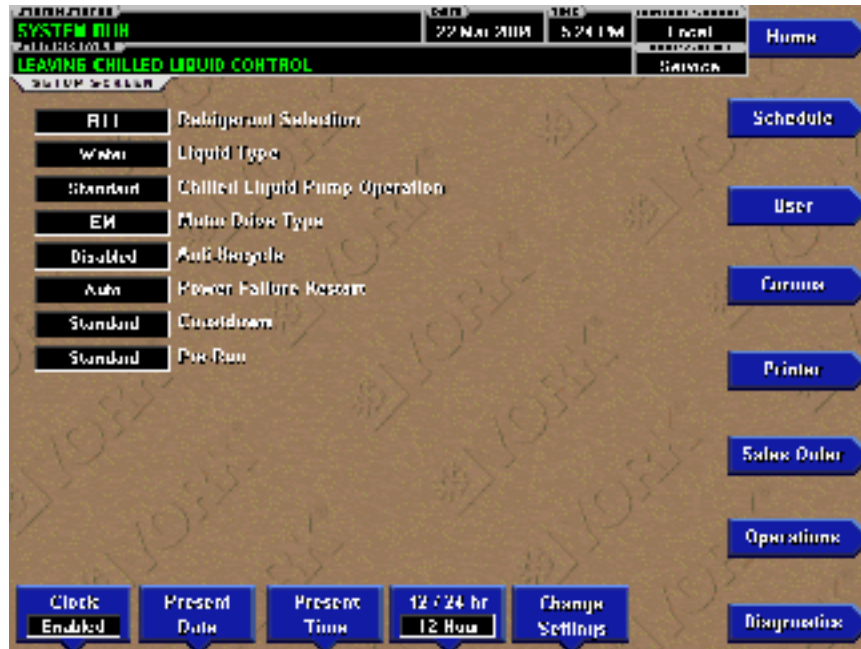 SYSTEM RUN
22 Mar 2004
5:24 PM
Local
LEAVING CHILLED LIQUID CONTROL
Service
SETUP SCREEN
Home
Schedule
User
Comms
Printer
Sales Order
Operations
Diagnostics
R11 Refrigerant Selection
Water Liquid Type
Standard Chilled Liquid Pump Operation
EM Motor Drive Type
Disabled Anti-Recycle
Auto Power Failure Restart
Standard Coastdown
Standard Pre-Run
YORK
Clock
Enabled
Present
Date
Present
Time
12 / 24 hr
12 Hour
Change
Settings